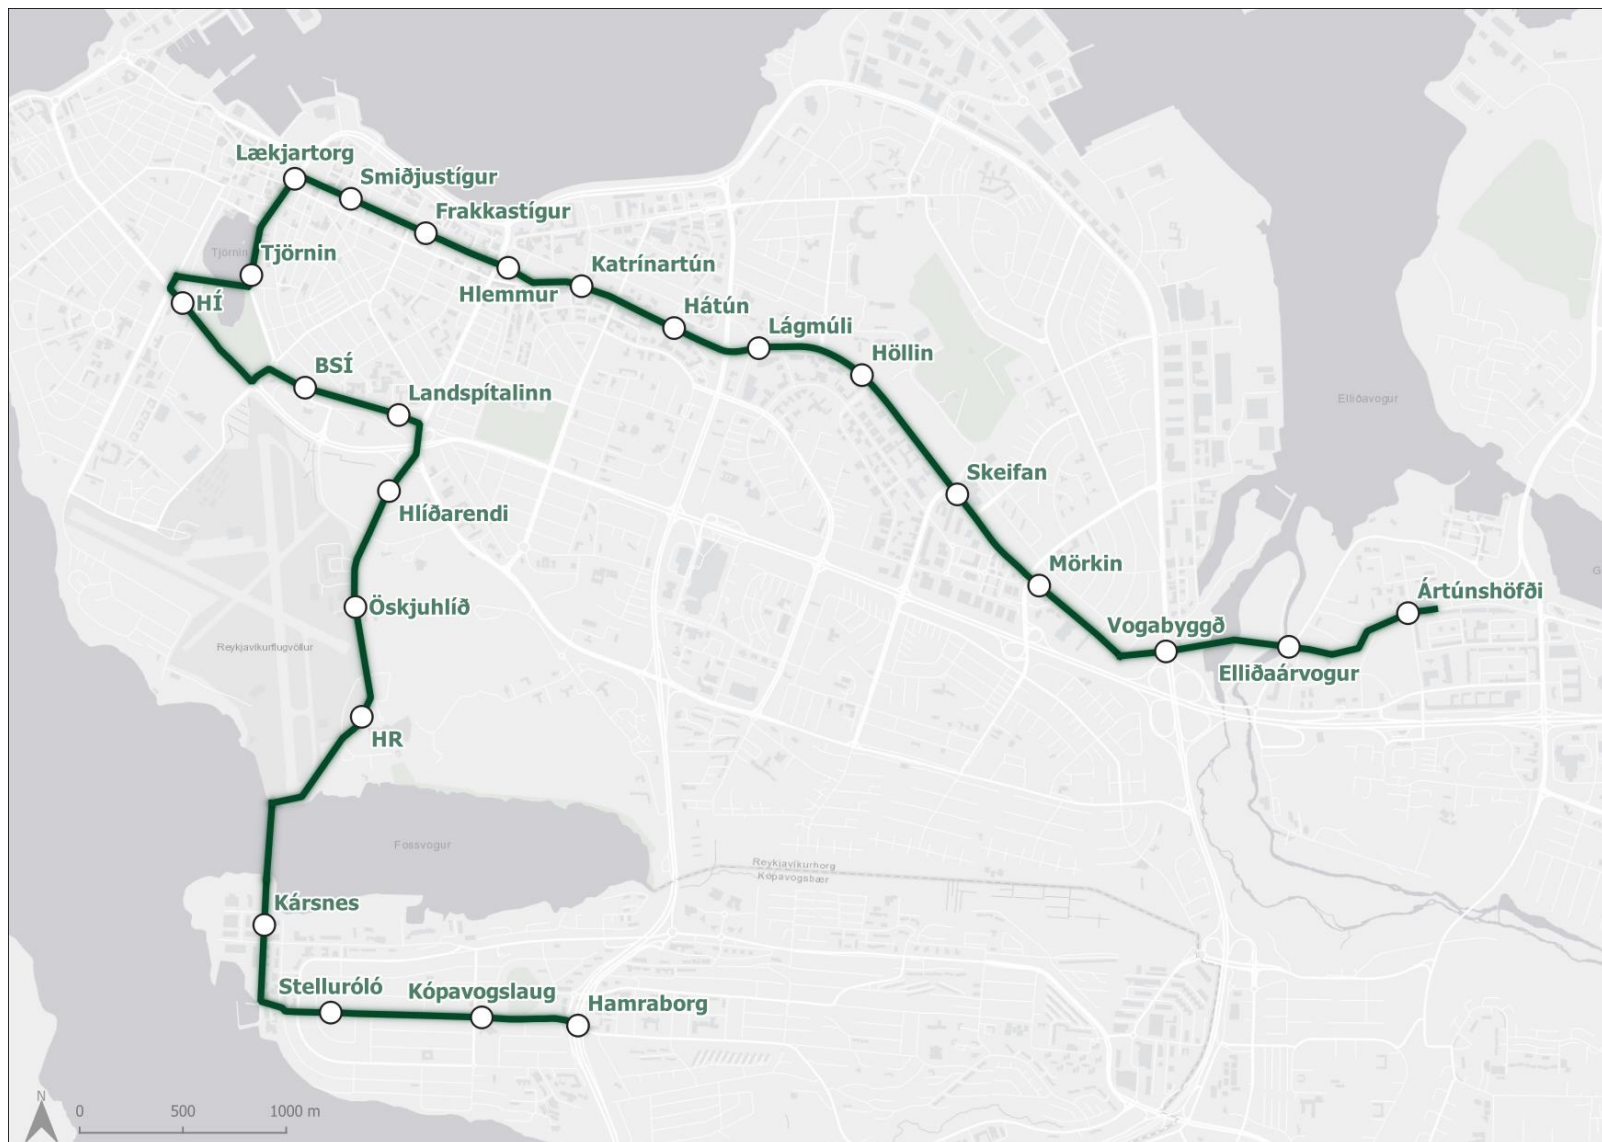 Lækjartorg
Smiðjustígur
Frakkastígur
Tjörnin
Tjörnin
Katrínartún
Hlemmur
HÍ
Hátún
Lágmúli
Höllin
BSÍ
Landspítalinn
Elliðavogur
Skeifan
Hlíðarendi
Mörkin
Ártúnshöfði
Öskjuhlíð
Vogabyggð
Reykjavíkurflugvöllur
Elliðaárvogur
HR
Fossvogur
Reykjavíkurborg
Kópavogsbær
Kársnes
Stelluróló
Kópavogslaug
Hamraborg
N
0 500 1000 m